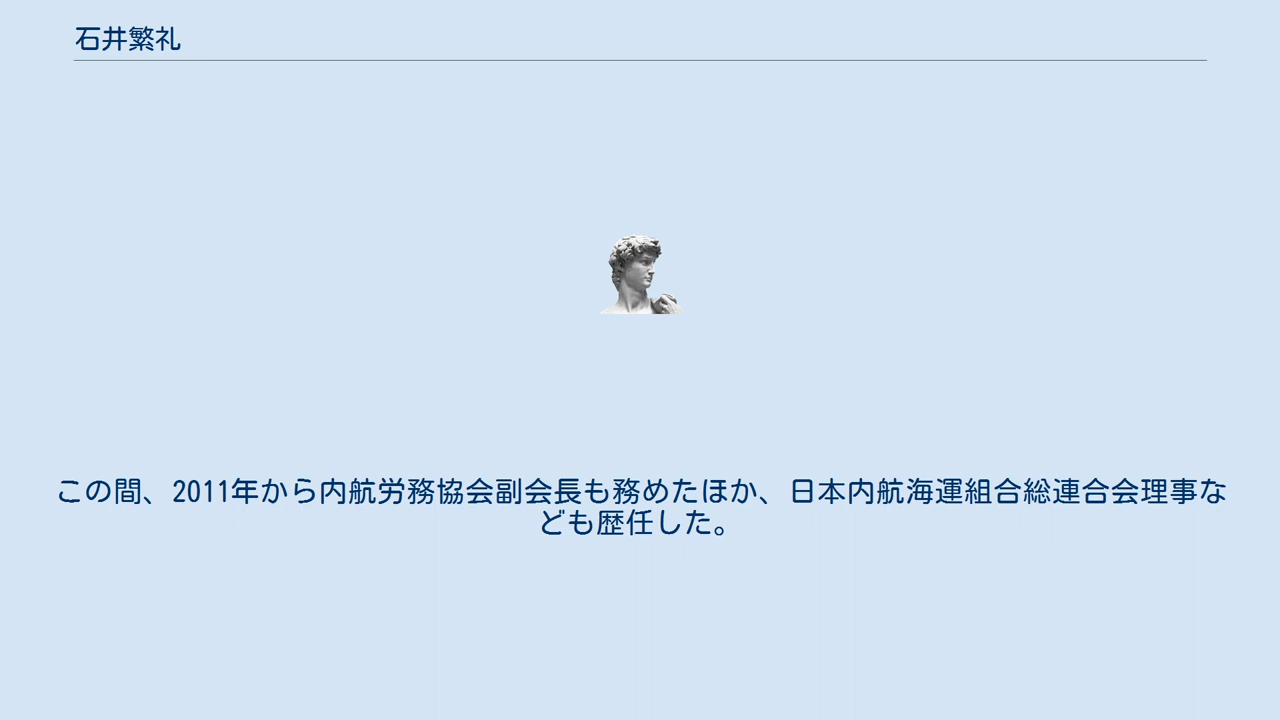 石井繁礼
この間、2011年から内航労務協会副会長も務めたほか、日本内航海運組合総連合会理事な
ども歴任した。